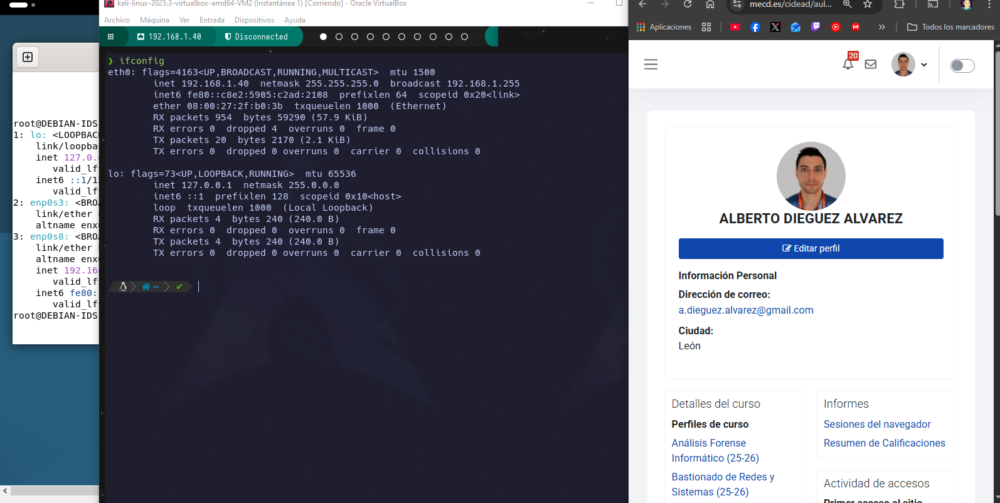 root@DEBIAN-IDS
1: lo: <LOOPBACK
link/loopba
inet 127.0.
valid_lf
inet6 ::1/1
valid_lf
2: enp0s3: <BRO
link/ether
altname enx
3: enp0s8: <BRO
link/ether
altname enx
inet 192.168
valid_lf
inet6 fe80:
valid_lf
root@DEBIAN-IDS
kali-linux-2025.3-virtualbox-amd64-VM2 (Instantánea 1) [Corriendo] - Oracle VirtualBox
Archivo Máquina Ver Entrada Dispositivos Ayuda
192.168.1.40 Disconnected
❯ ifconfig
eth0: flags=4163<UP,BROADCAST,RUNNING,MULTICAST>  mtu 1500
inet 192.168.1.40  netmask 255.255.255.0  broadcast 192.168.1.255
inet6 fe80::c8e2:5905:c2ad:2108  prefixlen 64  scopeid 0x20<link>
ether 08:00:27:2f:b0:3b  txqueuelen 1000  (Ethernet)
RX packets 954  bytes 59290 (57.9 KiB)
RX errors 0  dropped 4  overruns 0  frame 0
TX packets 20  bytes 2170 (2.1 KiB)
TX errors 0  dropped 0 overruns 0  carrier 0  collisions 0
lo: flags=73<UP,LOOPBACK,RUNNING>  mtu 65536
inet 127.0.0.1  netmask 255.0.0.0
inet6 ::1  prefixlen 128  scopeid 0x10<host>
loop  txqueuelen 1000  (Local Loopback)
RX packets 4  bytes 240 (240.0 B)
RX errors 0  dropped 0  overruns 0  frame 0
TX packets 4  bytes 240 (240.0 B)
TX errors 0  dropped 0 overruns 0  carrier 0  collisions 0
~
mecd.es/cidead/aul...
Aplicaciones
Todos los marcadores
20
ALBERTO DIEGUEZ ALVAREZ
Editar perfil
Información Personal
Dirección de correo:
a.dieguez.alvarez@gmail.com
Ciudad:
León
Detalles del curso
Perfiles de curso
Análisis Forense
Informático (25-26)
Bastionado de Redes y
Sistemas (25-26)
Informes
Sesiones del navegador
Resumen de Calificaciones
Actividad de accesos
Primer acceso al sitio